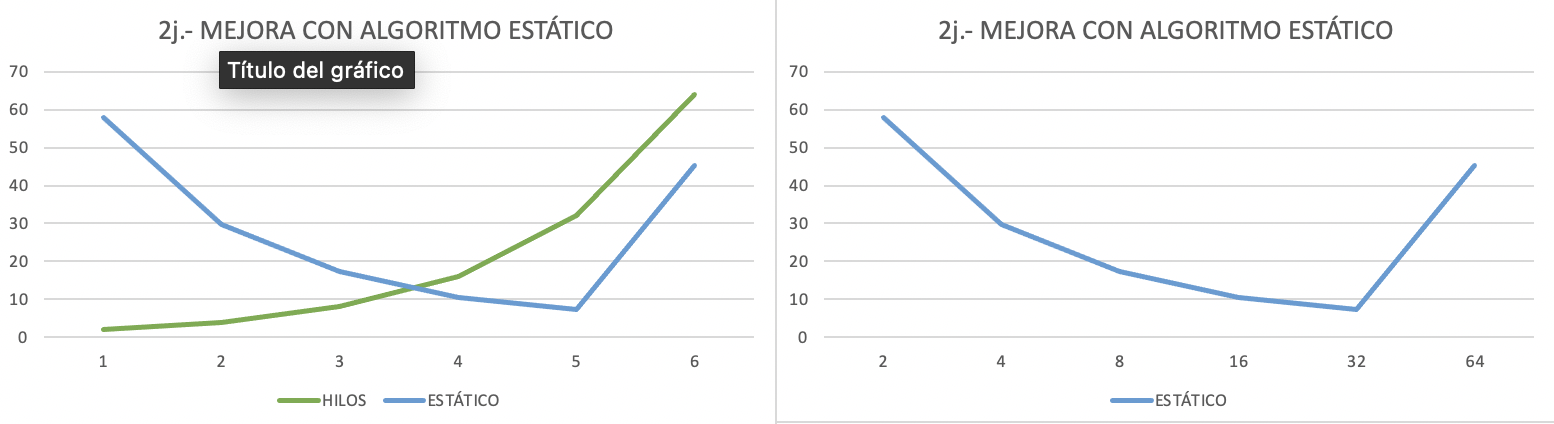 2j.- MEJORA CON ALGORITMO ESTÁTICO
Título del gráfico
70
60
50
40
30
20
10
0
1 2 3 4 5 6
HILOS ESTÁTICO
2j.- MEJORA CON ALGORITMO ESTÁTICO
70
60
50
40
30
20
10
0
2 4 8 16 32 64
ESTÁTICO